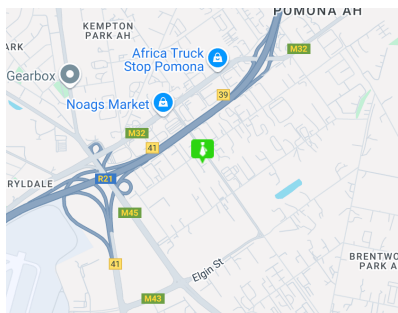 POMONA AH
KEMPTON
PARK AH
M32
ARK
Africa Truck
Stop Pomona
Gearbox
39
Noags Market
M32
41
R21
RYLDALE
M45
BRENTWO
PARK A
41
Elgin St
M43